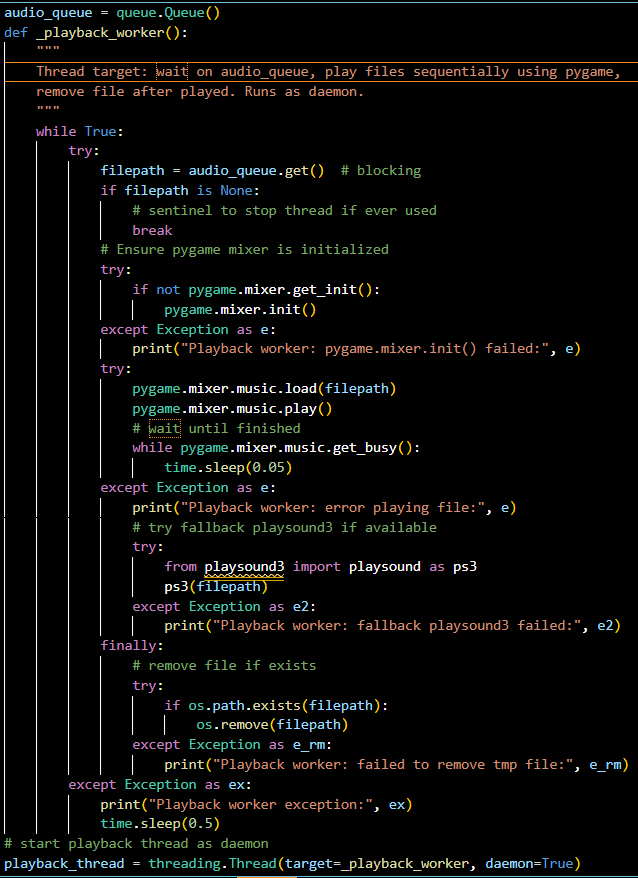 audio_queue = queue.Queue()
def _playback_worker():
    """
    Thread target: wait on audio_queue, play files sequentially using pygame,
    remove file after played. Runs as daemon.
    """
    while True:
        try:
            filepath = audio_queue.get()  # blocking
            if filepath is None:
                # sentinel to stop thread if ever used
                break
            # Ensure pygame mixer is initialized
            try:
                if not pygame.mixer.get_init():
                    pygame.mixer.init()
            except Exception as e:
                print("Playback worker: pygame.mixer.init() failed:", e)
            try:
                pygame.mixer.music.load(filepath)
                pygame.mixer.music.play()
                # wait until finished
                while pygame.mixer.music.get_busy():
                    time.sleep(0.05)
            except Exception as e:
                print("Playback worker: error playing file:", e)
                # try fallback playsound3 if available
                try:
                    from playsound3 import playsound as ps3
                    ps3(filepath)
                except Exception as e2:
                    print("Playback worker: fallback playsound3 failed:", e2)
            finally:
                # remove file if exists
                try:
                    if os.path.exists(filepath):
                        os.remove(filepath)
                except Exception as e_rm:
                    print("Playback worker: failed to remove tmp file:", e_rm)
        except Exception as ex:
            print("Playback worker exception:", ex)
            time.sleep(0.5)
# start playback thread as daemon
playback_thread = threading.Thread(target=_playback_worker, daemon=True)